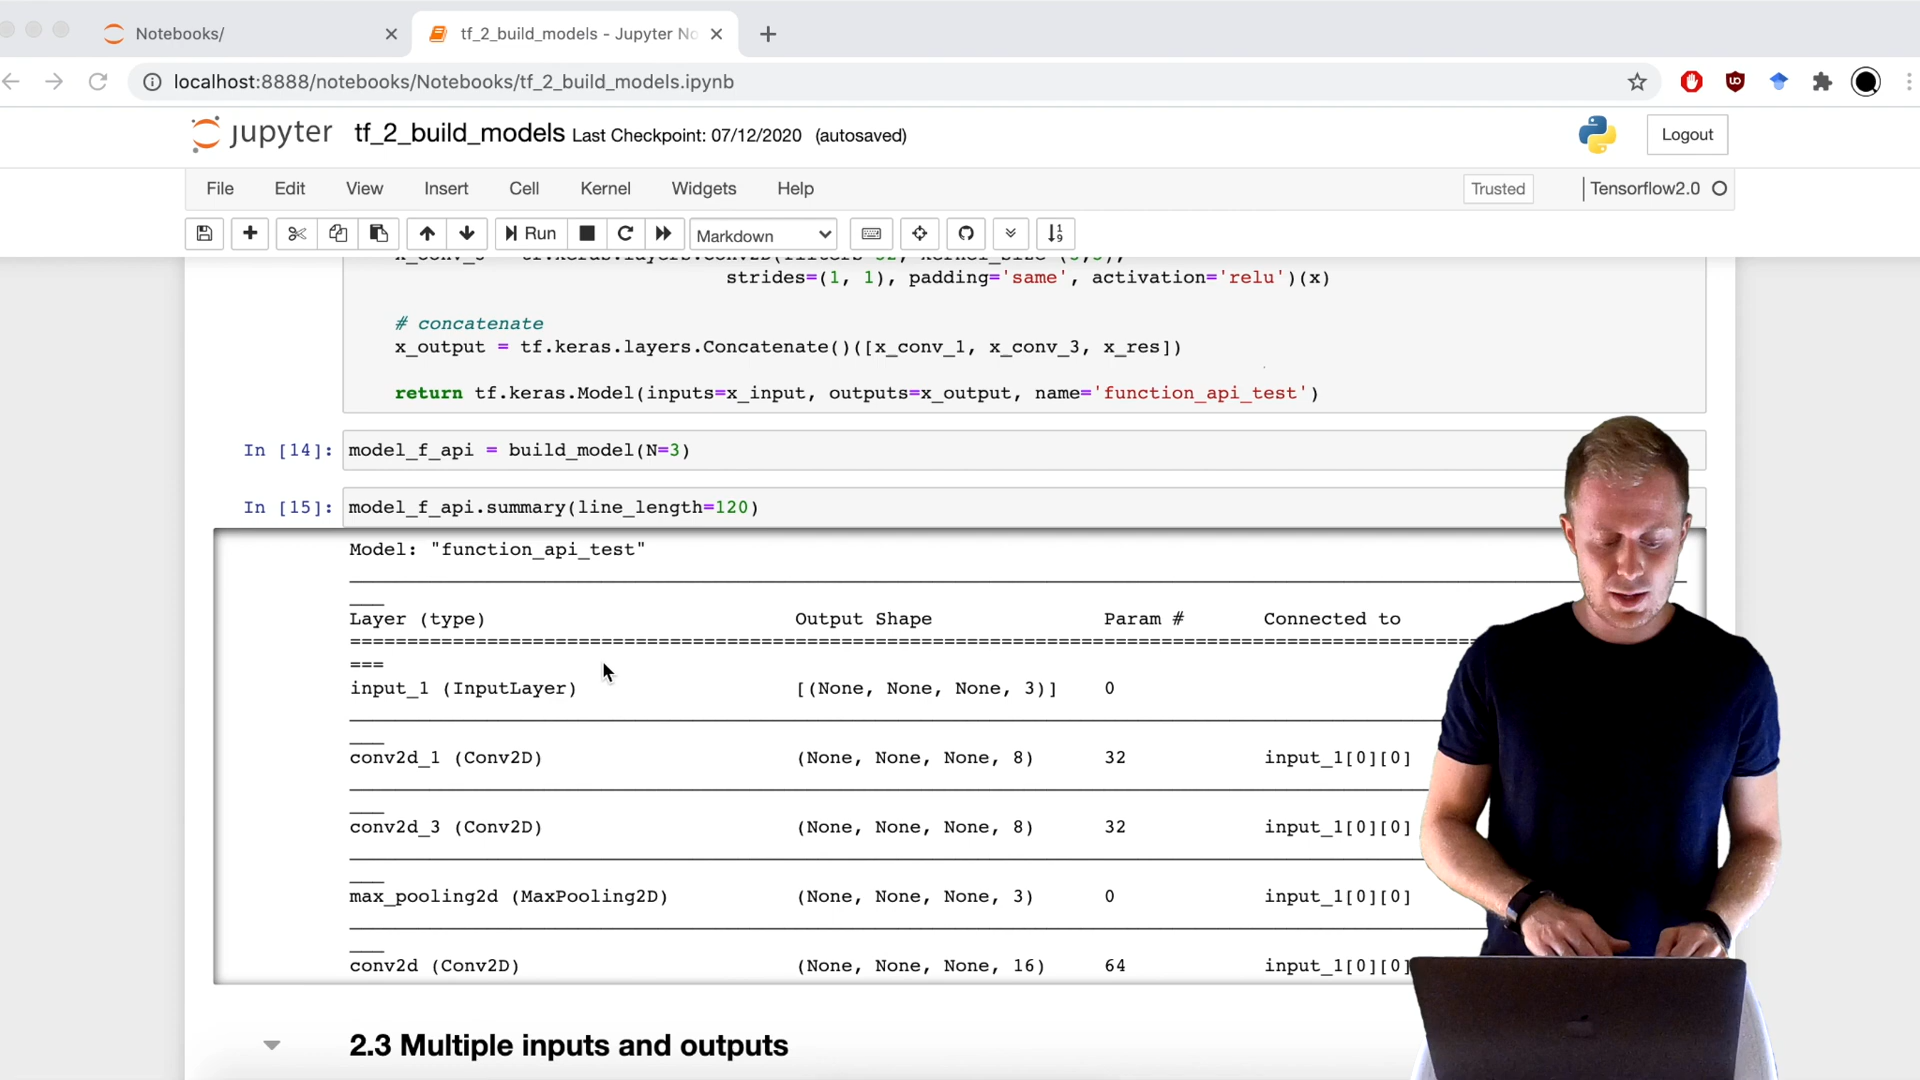 Notebooks/
tf_2_build_models - Jupyter No
localhost:8888/notebooks/Notebooks/tf_2_build_models.ipynb
jupyter tf_2_build_models Last Checkpoint: 07/12/2020 (autosaved)
Logout
File Edit View Insert Cell Kernel Widgets Help
Trusted
Tensorflow2.0
Run
Markdown
strides=(1, 1), padding='same', activation='relu')(x)
# concatenate
x_output = tf.keras.layers.Concatenate()([x_conv_1, x_conv_3, x_res])
return tf.keras.Model(inputs=x_input, outputs=x_output, name='function_api_test')
In [14]: model_f_api = build_model(N=3)
In [15]: model_f_api.summary(line_length=120)
Model: "function_api_test"
Layer (type) Output Shape Param # Connected to
input_1 (InputLayer) [(None, None, None, 3)] 0
conv2d_1 (Conv2D) (None, None, None, 8) 32 input_1[0][0]
conv2d_3 (Conv2D) (None, None, None, 8) 32 input_1[0][0]
max_pooling2d (MaxPooling2D) (None, None, None, 3) 0 input_1[0][0]
conv2d (Conv2D) (None, None, None, 16) 64 input_1[0][0]
2.3 Multiple inputs and outputs